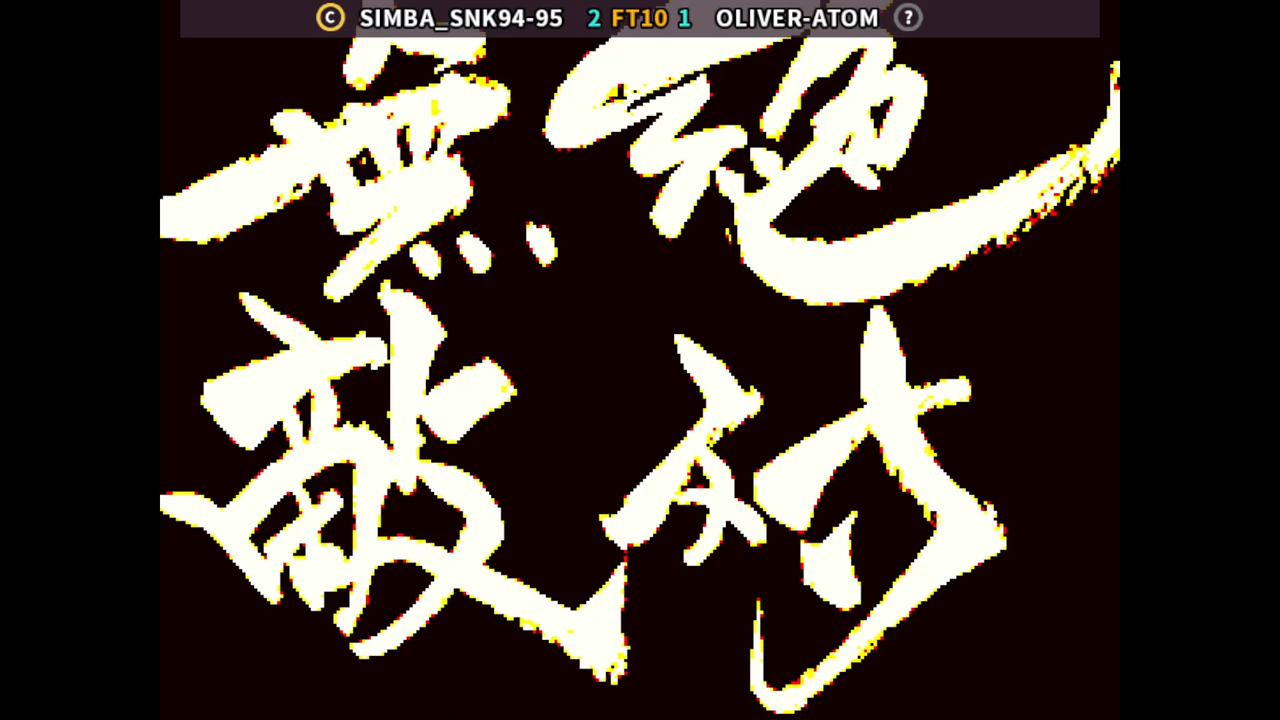 C SIMBA_SNK94-95 2 FT10 1 OLIVER-ATOM ?
絶対
無敵